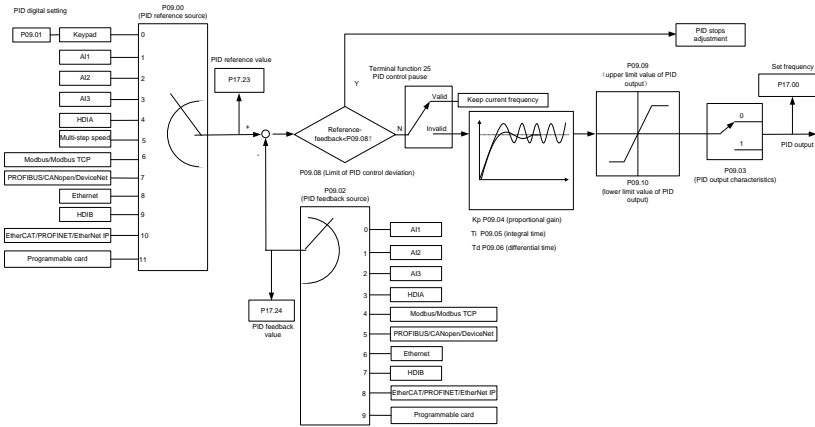 PID digital setting
P09.00
(PID reference source)
P09.01
Keypad
0
AI1
1
AI2
2
AI3
3
HDIA
4
Multi-step speed
5
Modbus/Modbus TCP
6
PROFIBUS/CANopen/DeviceNet
7
Ethernet
8
HDIB
9
EtherCAT/PROFINET/EtherNet IP
10
Programmable card
11
PID reference value
P17.23
+
-
P17.24
PID feedback
value
Reference-
feedback<P09.08?
Y
N
P09.08 (Limit of PID control deviation)
P09.02
(PID feedback source)
0
AI1
1
AI2
2
AI3
3
HDIA
4
Modbus/Modbus TCP
5
PROFIBUS/CANopen/DeviceNet
6
Ethernet
7
HDIB
8
EtherCAT/PROFINET/EtherNet IP
9
Programmable card
Terminal function 25
PID control pause
Valid
Invalid
Keep current frequency
PID stops
adjustment
Kp P09.04 (proportional gain)
Ti P09.05 (integral time)
Td P09.06 (differential time)
P09.09
(upper limit value of PID
output)
P09.10
(lower limit value of PID
output)
0
1
P09.03
(PID output characteristics)
Set frequency
P17.00
PID output